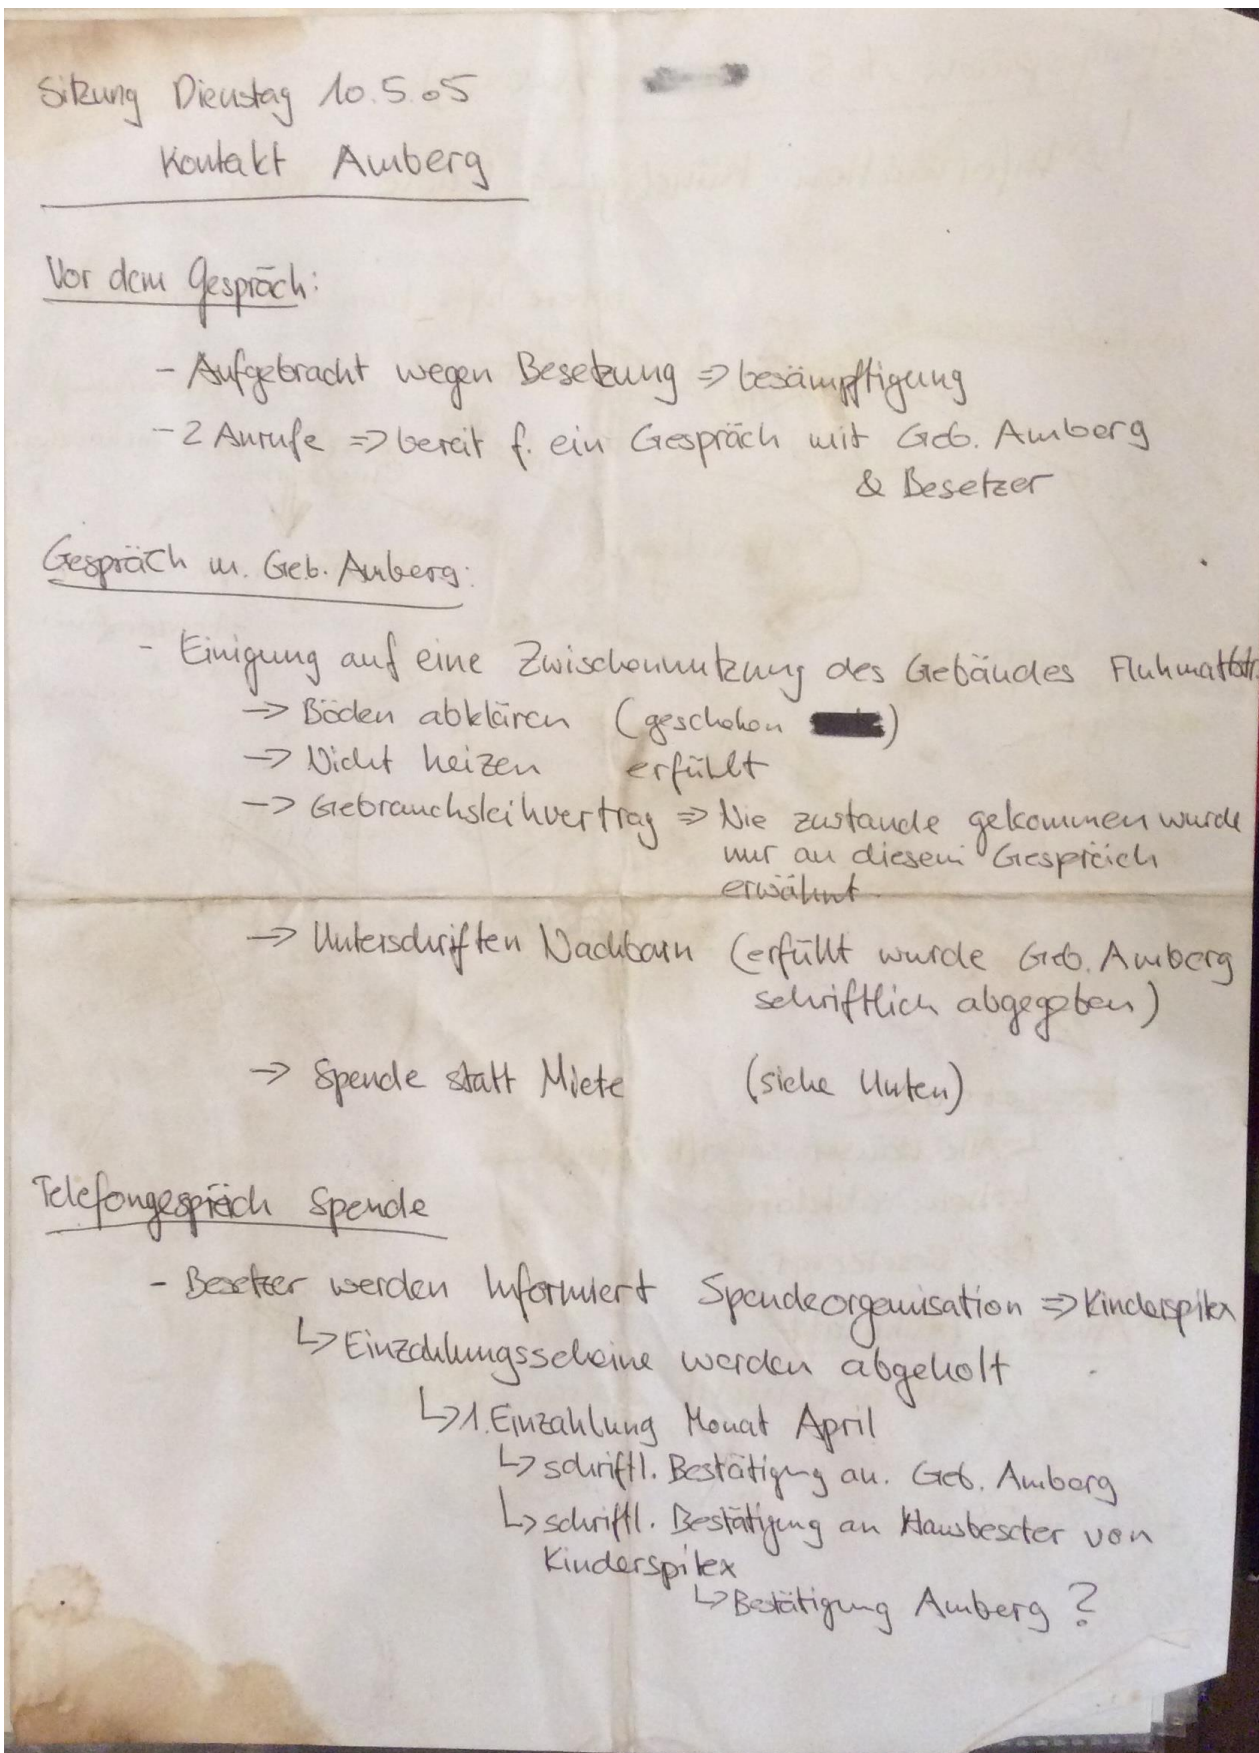 Sitzung Dienstag 10.5.05
Kontakt Amberg
Vor dem Gespräch:
- Aufgebracht wegen Besetzung => besämpftigung
- 2 Anrufe => bereit f. ein Gespräch mit Geb. Amberg
& Besetzer
Gespräch m. Geb. Amberg:
- Einigung auf eine Zwischennutzung des Gebäudes Fluhmattstr.
-> Böden abklären (geschehen )
-> Nicht heizen erfühlt
-> Gebrauchsleihvertrag => Nie zustande gekommen wurde
nur an diesem Gespräch
erwähnt.
-> Unterschriften Nachbarn (erfüllt wurde Geb. Amberg
schriftlich abgegeben)
-> Spende statt Miete (siehe Unten)
Telefongespräch Spende
- Besetzer werden Informiert Spendeorganisation => Kinderspitex
↳ Einzahlungsscheine werden abgeholt
↳ 1. Einzahlung Monat April
↳ schriftl. Bestätigung an. Geb. Amberg
↳ schriftl. Bestätigung an Hausbesetzer von
Kinderspitex
↳ Bestätigung Amberg ?